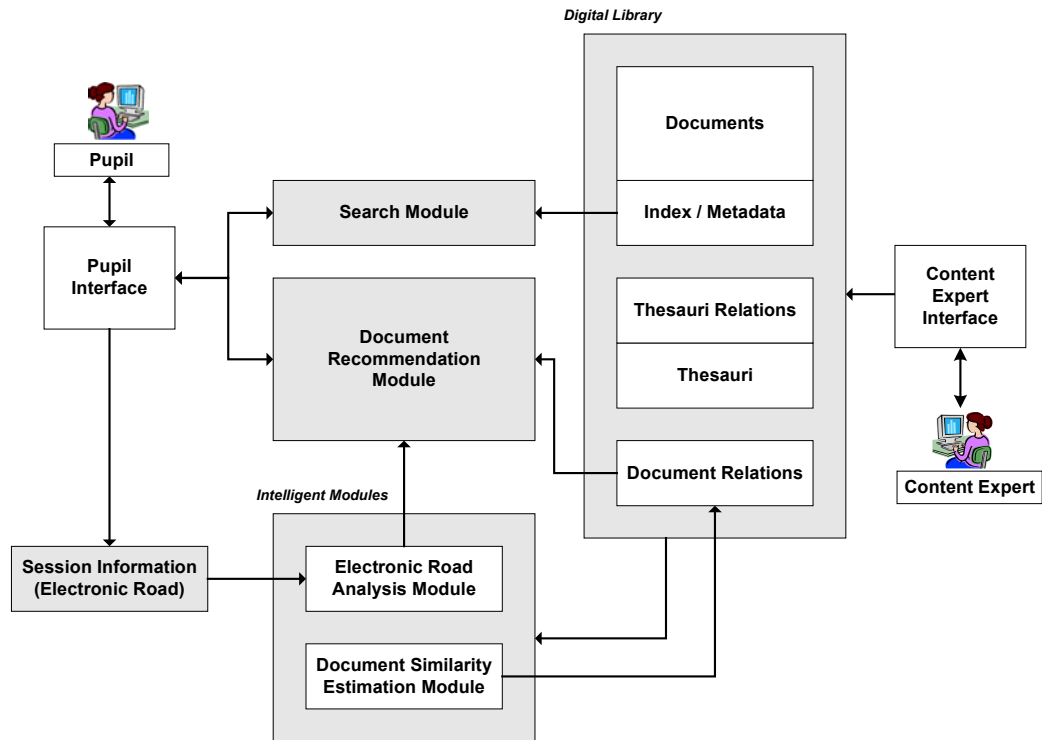 Digital Library
Documents
Pupil
Search Module
Index / Metadata
Pupil
Interface
Content
Expert
Interface
Document
Recommendation
Module
Thesauri Relations
Thesauri
Document Relations
Content Expert
Intelligent Modules
Session Information
(Electronic Road)
Electronic Road
Analysis Module
Document Similarity
Estimation Module